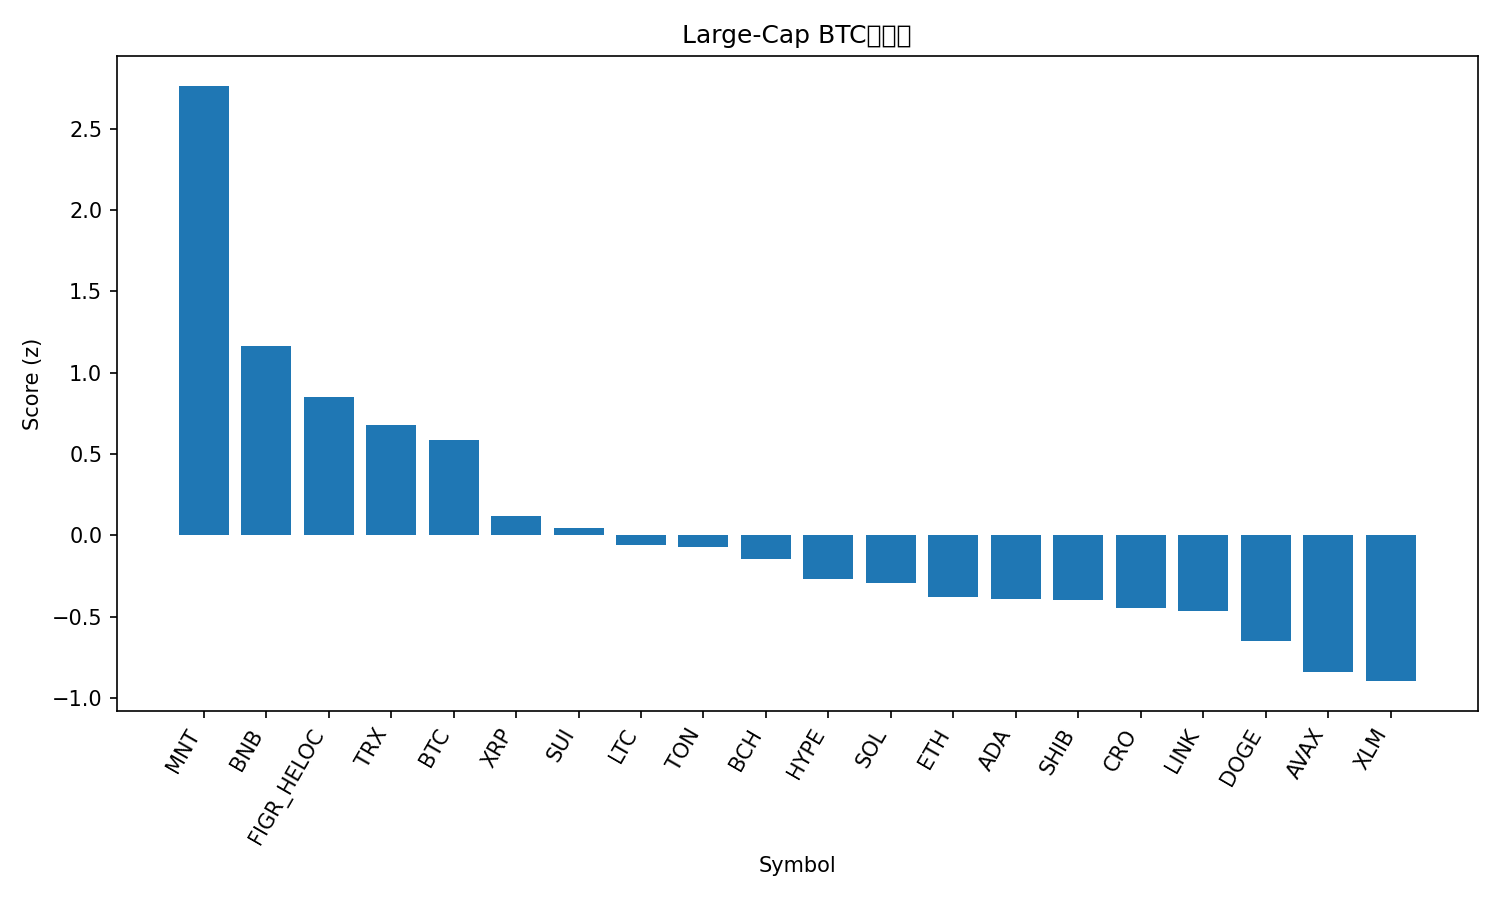 Large-Cap BTC
Score (z)
2.5
2.0
1.5
1.0
0.5
0.0
−0.5
−1.0
MNT
BNB
FIGR_HELOC
TRX
BTC
XRP
SUI
LTC
TON
BCH
HYPE
SOL
ETH
ADA
SHIB
CRO
LINK
DOGE
AVAX
XLM
Symbol